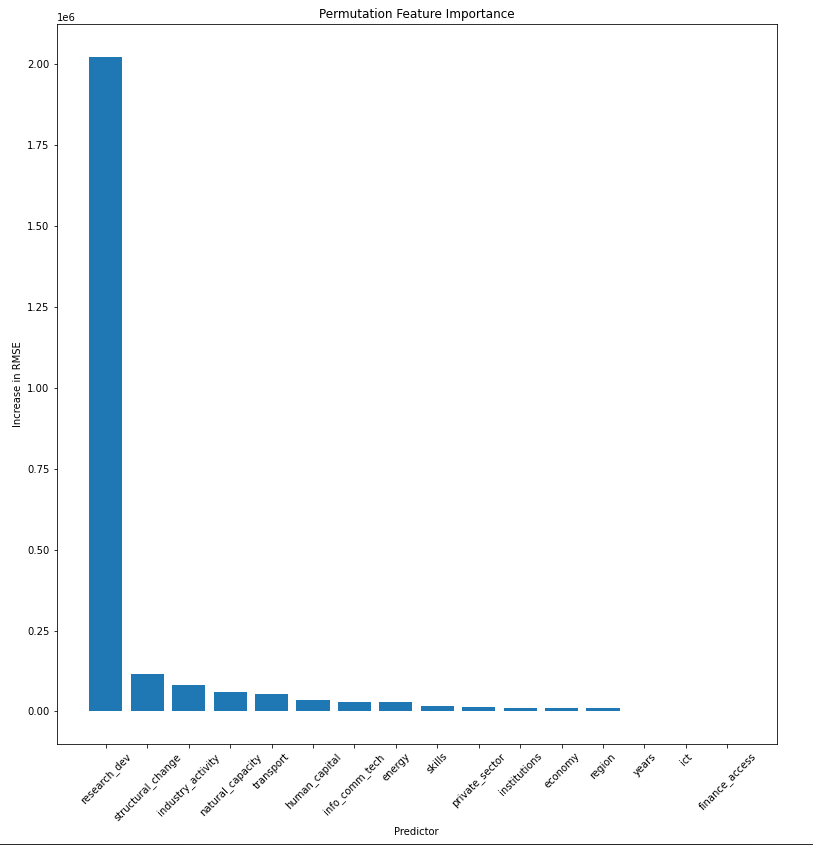 Permutation Feature Importance
1e6
2.00
1.75
1.50
1.25
1.00
0.75
0.50
0.25
0.00
Increase in RMSE
research_dev
structural_change
industry_activity
natural_capacity
transport
human_capital
info_comm_tech
energy
skills
private_sector
institutions
economy
region
years
ict
finance_access
Predictor